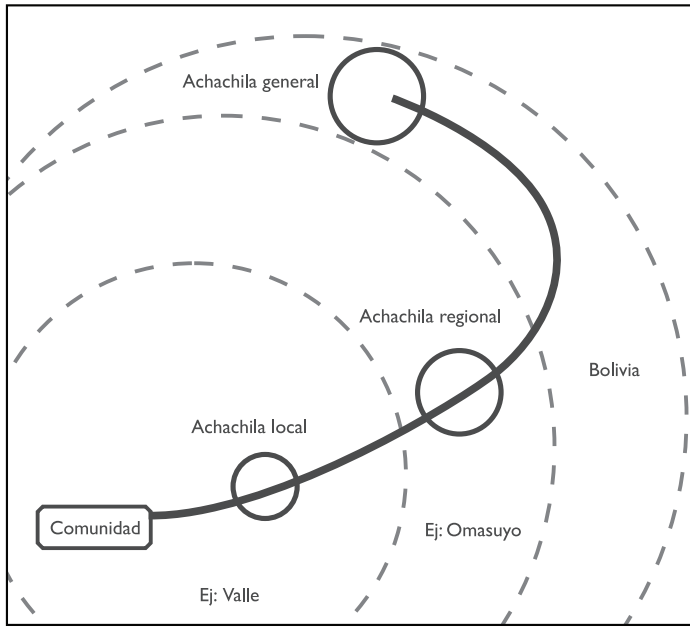 Achachila general
Achachila regional
Bolivia
Achachila local
Comunidad
Ej: Omasuyo
Ej: Valle